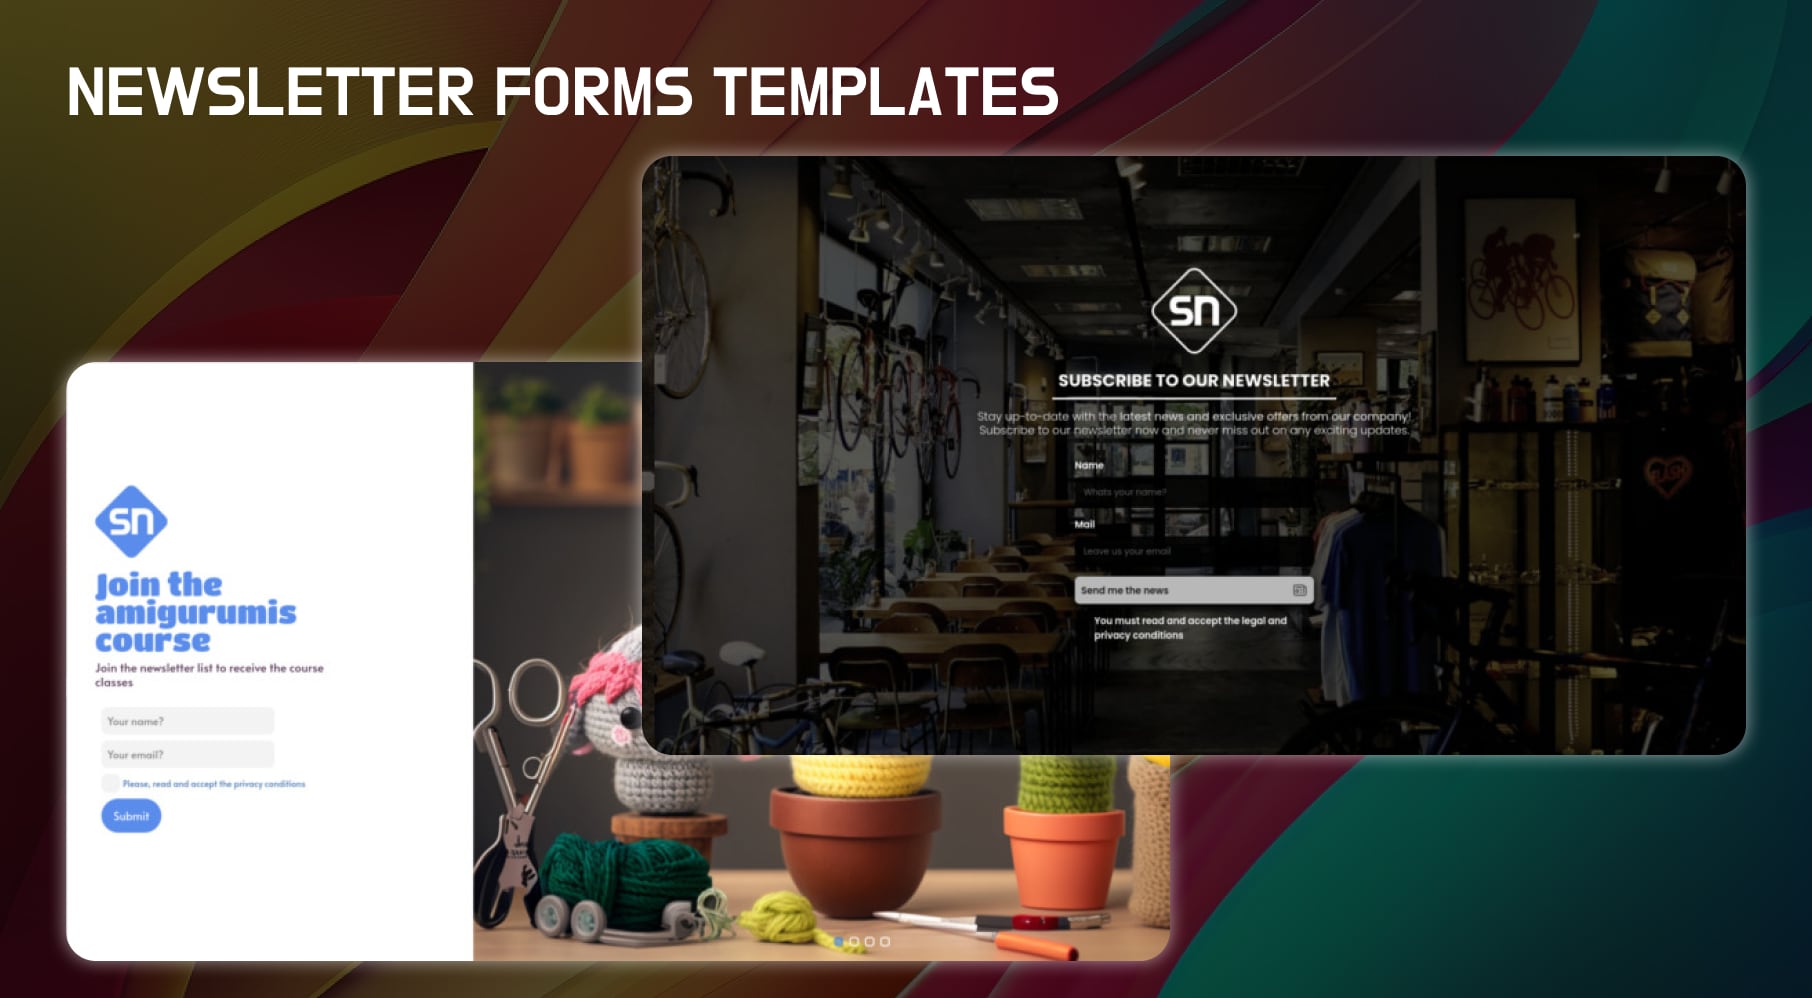 NEWSLETTER FORMS TEMPLATES
sn
SUBSCRIBE TO OUR NEWSLETTER
Stay up-to-date with the latest news and exclusive offers from our company!
Subscribe to our newsletter now and never miss out on any exciting updates.
Name
Whats your name?
Mail
Leave us your email
Send me the news
You must read and accept the legal and
privacy conditions
sn
Join the
amigurumis
course
Join the newsletter list to receive the course
classes
Your name?
Your email?
Please, read and accept the privacy conditions
Submit